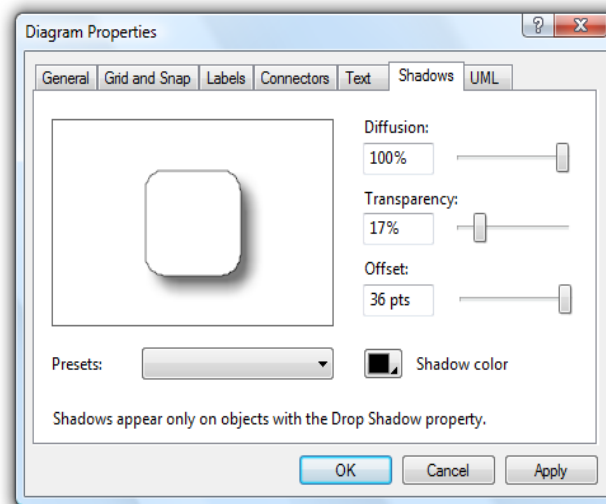 Diagram Properties
?
General Grid and Snap Labels Connectors Text Shadows UML
Diffusion:
100%
Transparency:
17%
Offset:
36 pts
Presets:
Shadow color
Shadows appear only on objects with the Drop Shadow property.
OK Cancel Apply